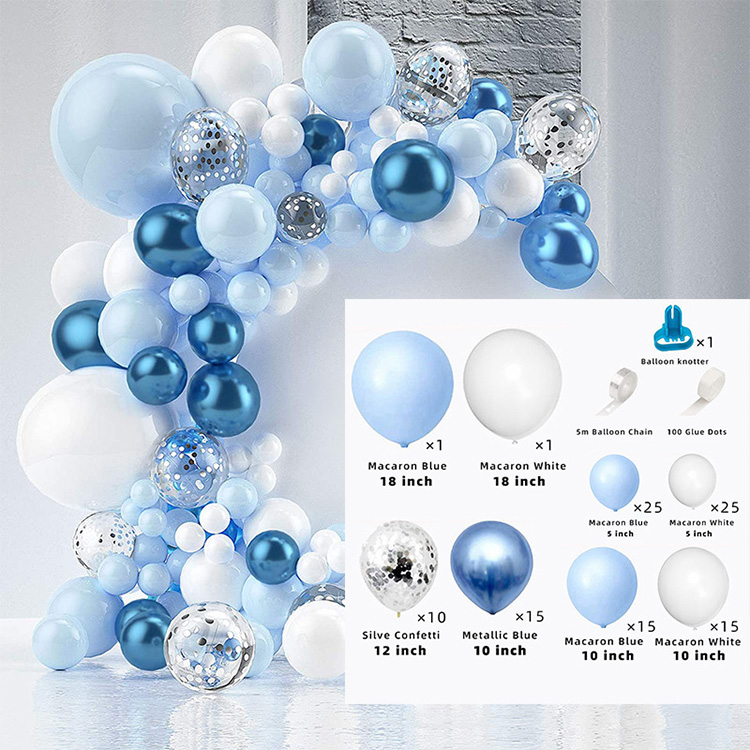 ×1
Balloon knotter
5m Balloon Chain
100 Glue Dots
×1
Macaron Blue
18 inch
×1
Macaron White
18 inch
×25
Macaron Blue
5 inch
×25
Macaron White
5 inch
×10
Silve Confetti
12 inch
×15
Metallic Blue
10 inch
×15
Macaron Blue
10 inch
×15
Macaron White
10 inch